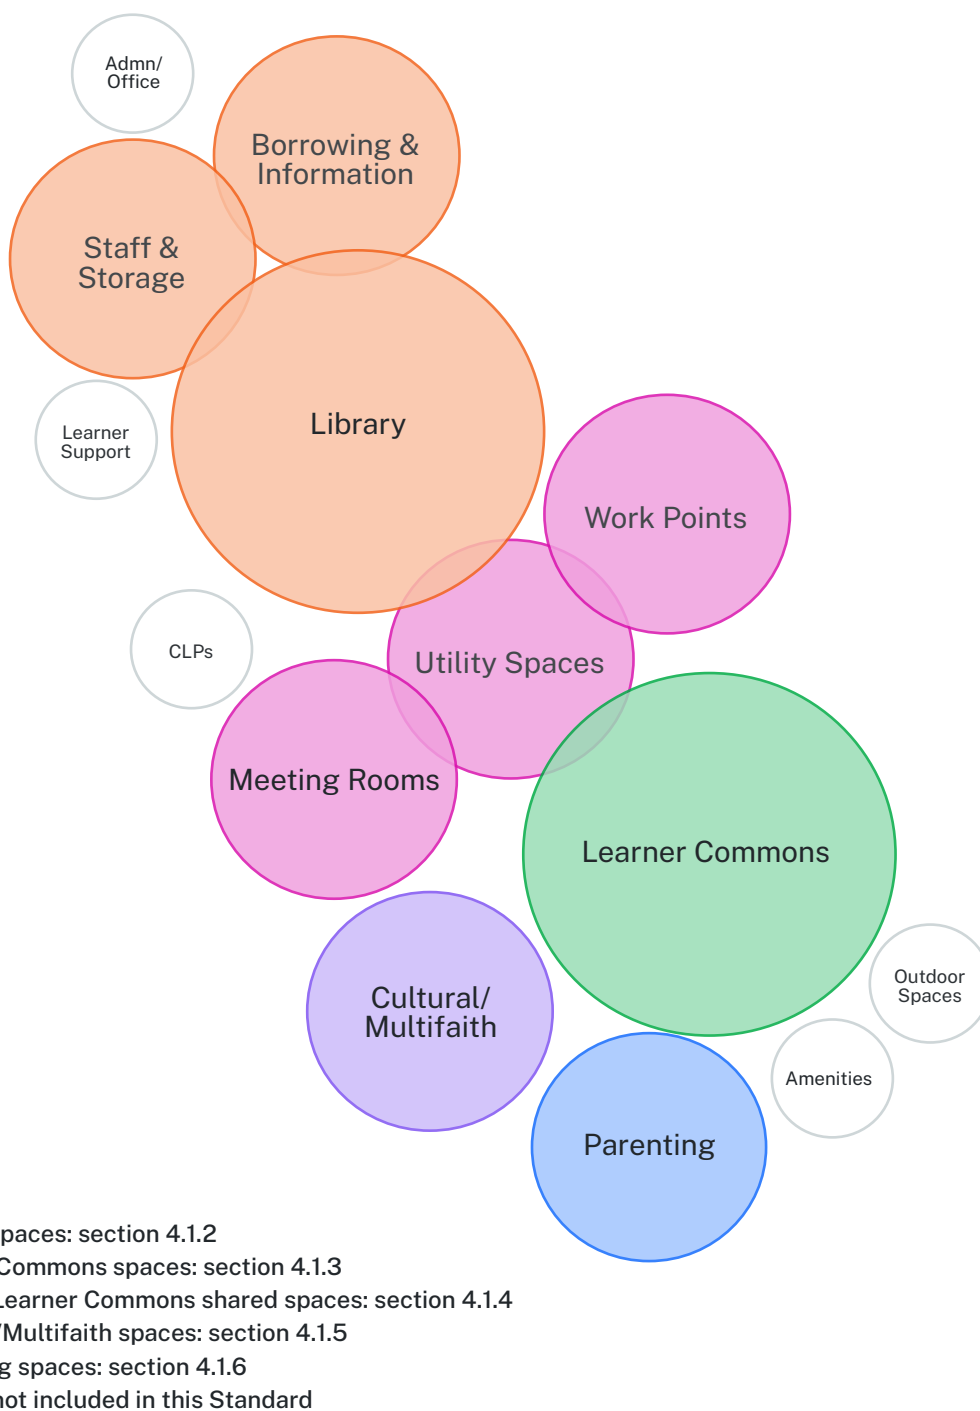 Admn/
Office
Borrowing &
Information
Staff &
Storage
Library
Learner
Support
Work Points
CLPs
Utility Spaces
Meeting Rooms
Learner Commons
Outdoor
Spaces
Cultural/
Multifaith
Amenities
Parenting
paces: section 4.1.2
Commons spaces: section 4.1.3
Learner Commons shared spaces: section 4.1.4
/Multifaith spaces: section 4.1.5
g spaces: section 4.1.6
not included in this Standard